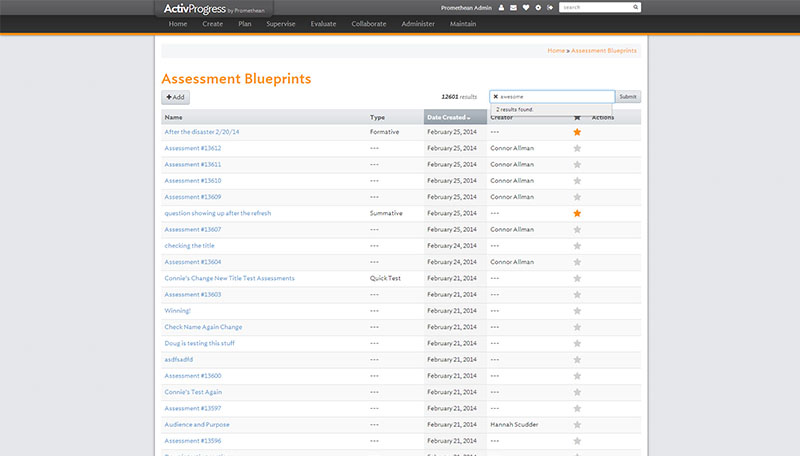 ActivProgress by Promethean
Promethean Admin
search
Home Create Plan Supervise Evaluate Collaborate Administer Maintain
Home » Assessment Blueprints
Assessment Blueprints
Add 12601 results awesome Submit
2 results found.
Name Type Date Created Creator Actions
After the disaster 2/20/14 Formative February 25, 2014 ---
Assessment #13612 --- February 25, 2014 Connor Allman
Assessment #13611 --- February 25, 2014 Connor Allman
Assessment #13610 --- February 25, 2014 Connor Allman
Assessment #13609 --- February 25, 2014 Connor Allman
question showing up after the refresh Summative February 25, 2014 ---
Assessment #13607 --- February 25, 2014 Connor Allman
checking the title --- February 24, 2014 ---
Assessment #13604 --- February 24, 2014 Connor Allman
Connie's Change New Title Test Assessments Quick Test February 21, 2014 ---
Assessment #13603 --- February 21, 2014 ---
Winning! --- February 21, 2014 ---
Check Name Again Change --- February 21, 2014 ---
Doug is testing this stuff --- February 21, 2014 ---
asdfsadfd --- February 21, 2014 ---
Assessment #13600 --- February 21, 2014 ---
Connie's Test Again --- February 21, 2014 ---
Assessment #13597 --- February 21, 2014 ---
Audience and Purpose --- February 21, 2014 Hannah Scudder
Assessment #13596 --- February 21, 2014 ---